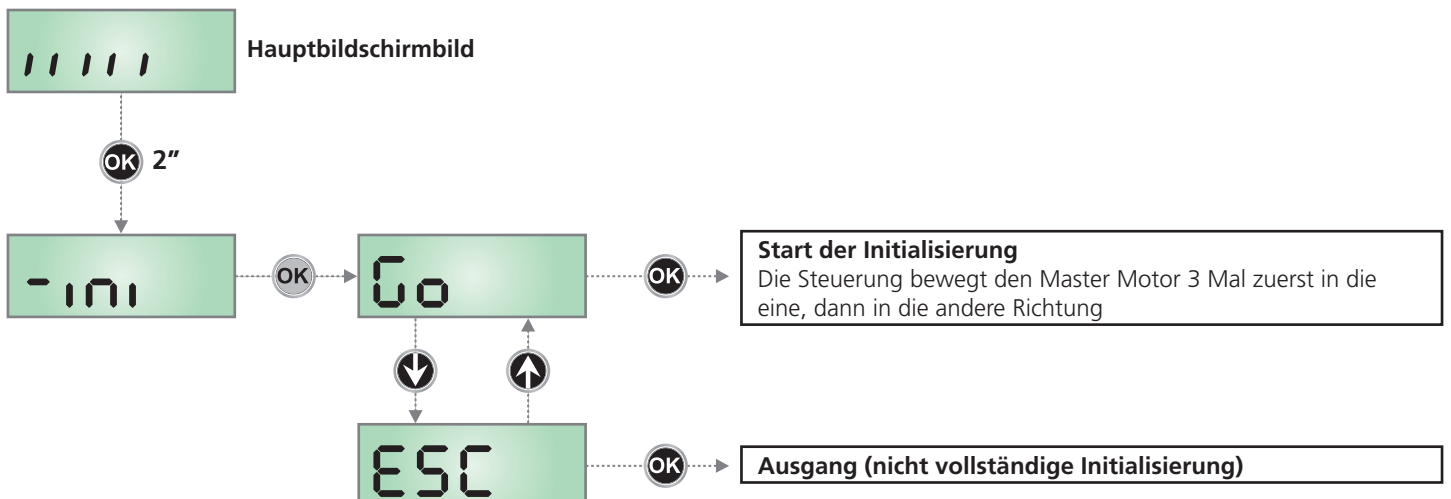 Hauptbildschirmbild
OK 2"
-ini OK Go OK
Start der Initialisierung
Die Steuerung bewegt den Master Motor 3 Mal zuerst in die
eine, dann in die andere Richtung
ESC OK
Ausgang (nicht vollständige Initialisierung)